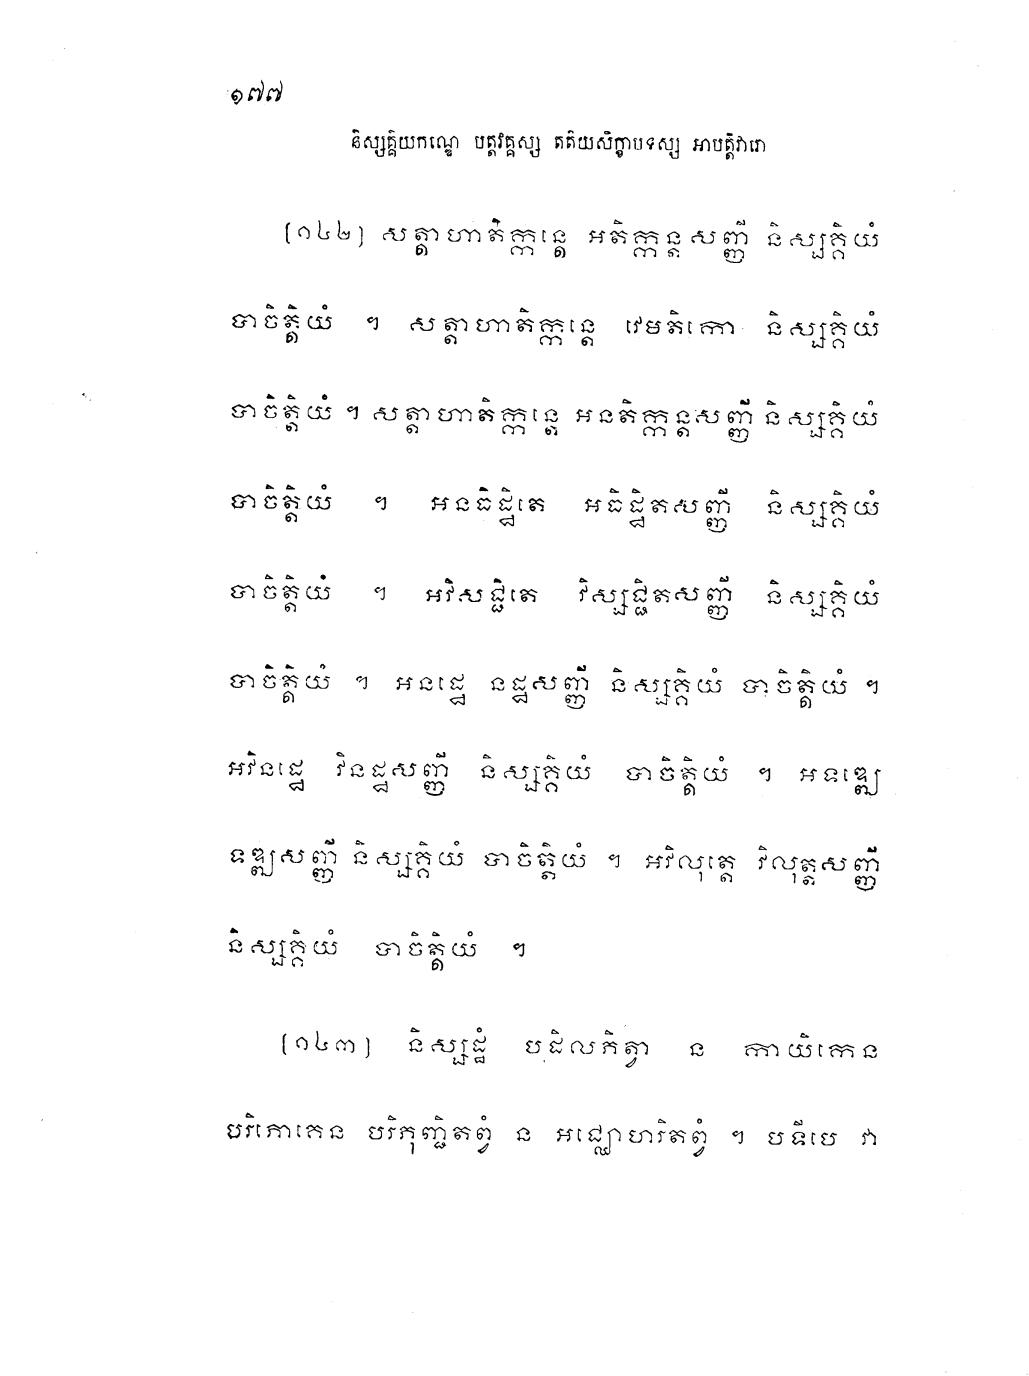 ១៧៧
និស្សគ្គិយកណ្ឌេ បត្តវគ្គស្ស តតិយសិក្ខាបទស្ស អាបត្តិវារោ
[១៤២] សត្តាហាតិក្កន្តេ អតិក្កន្តសញ្ញី និស្សគ្គិយំ
បាចិត្តិយំ ។ សត្តាហាតិក្កន្តេ វេមតិកោ និស្សគ្គិយំ
បាចិត្តិយំ ។ សត្តាហាតិក្កន្តេ អនតិក្កន្តសញ្ញី និស្សគ្គិយំ
បាចិត្តិយំ ។ អនធិដ្ឋិតេ អធិដ្ឋិតសញ្ញី និស្សគ្គិយំ
បាចិត្តិយំ ។ អវិសជ្ជិតេ វិស្សជ្ជិតសញ្ញី និស្សគ្គិយំ
បាចិត្តិយំ ។ អនដ្ឋេ នដ្ឋសញ្ញី និស្សគ្គិយំ បាចិត្តិយំ ។
អវិនដ្ឋេ វិនដ្ឋសញ្ញី និស្សគ្គិយំ បាចិត្តិយំ ។ អទឌ្ឍេ
ទឌ្ឍសញ្ញី និស្សគ្គិយំ បាចិត្តិយំ ។ អវិលុត្តេ វិលុត្តសញ្ញី
និស្សគ្គិយំ បាចិត្តិយំ ។
[១៤៣] និស្សដ្ឋំ បដិលភិត្វា ន កាយិកេន
បរិភោគេន បរិភុញ្ជិតព្វំ ន អជ្ឈោហរិតព្វំ ។ បទីបេ វា